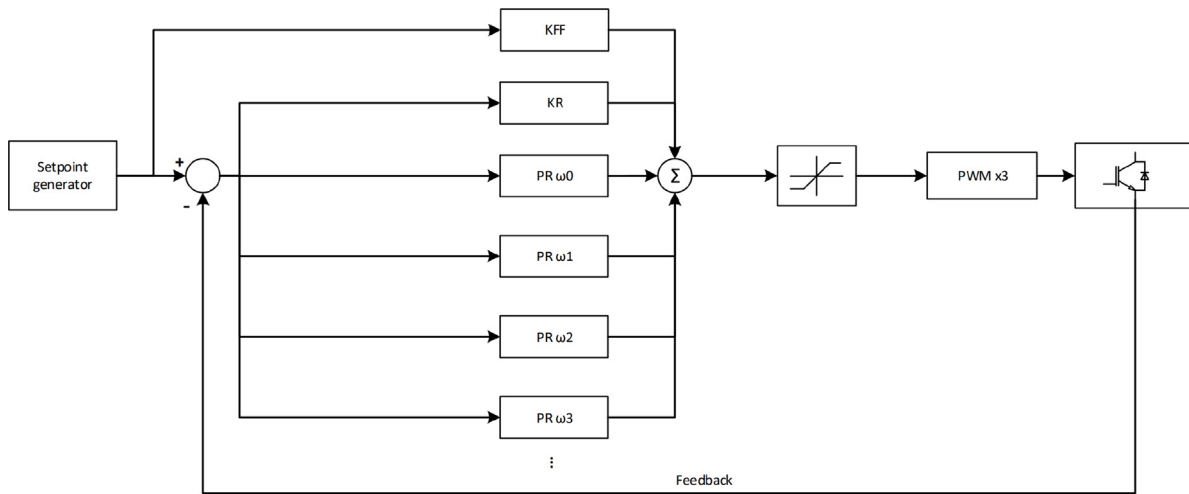 KFF
KR
Setpoint
generator
+
-
PR ω0
Σ
PWM x3
PR ω1
PR ω2
PR ω3
⋮
Feedback